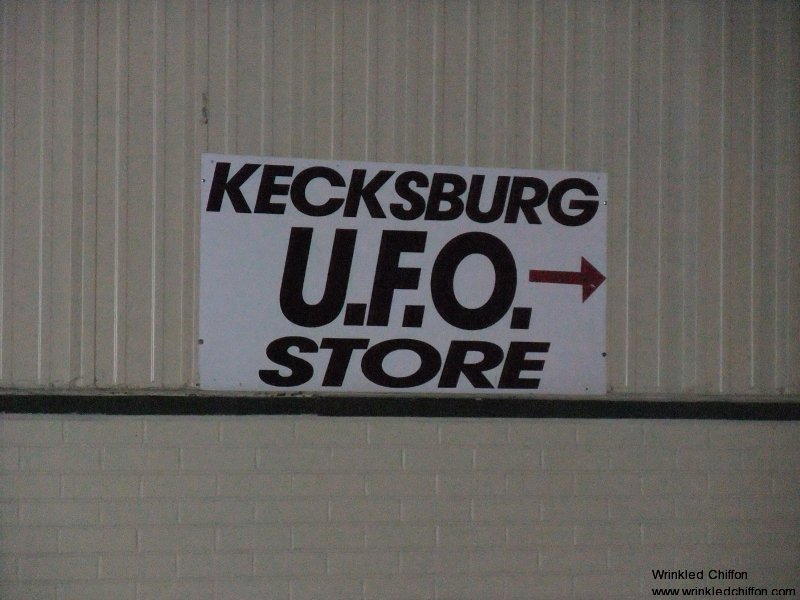 KECKSBURG
U.F.O.
STORE
Wrinkled Chiffon
www.wrinkledchiffon.com